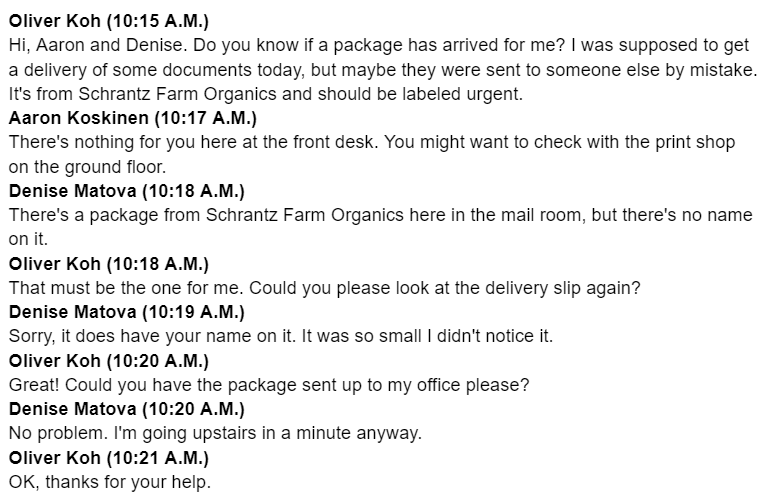 Oliver Koh (10:15 A.M.)
Hi, Aaron and Denise. Do you know if a package has arrived for me? I was supposed to get
a delivery of some documents today, but maybe they were sent to someone else by mistake.
It's from Schrantz Farm Organics and should be labeled urgent.
Aaron Koskinen (10:17 A.M.)
There's nothing for you here at the front desk. You might want to check with the print shop
on the ground floor.
Denise Matova (10:18 A.M.)
There's a package from Schrantz Farm Organics here in the mail room, but there's no name
on it.
Oliver Koh (10:18 A.M.)
That must be the one for me. Could you please look at the delivery slip again?
Denise Matova (10:19 A.M.)
Sorry, it does have your name on it. It was so small I didn't notice it.
Oliver Koh (10:20 A.M.)
Great! Could you have the package sent up to my office please?
Denise Matova (10:20 A.M.)
No problem. I'm going upstairs in a minute anyway.
Oliver Koh (10:21 A.M.)
OK, thanks for your help.